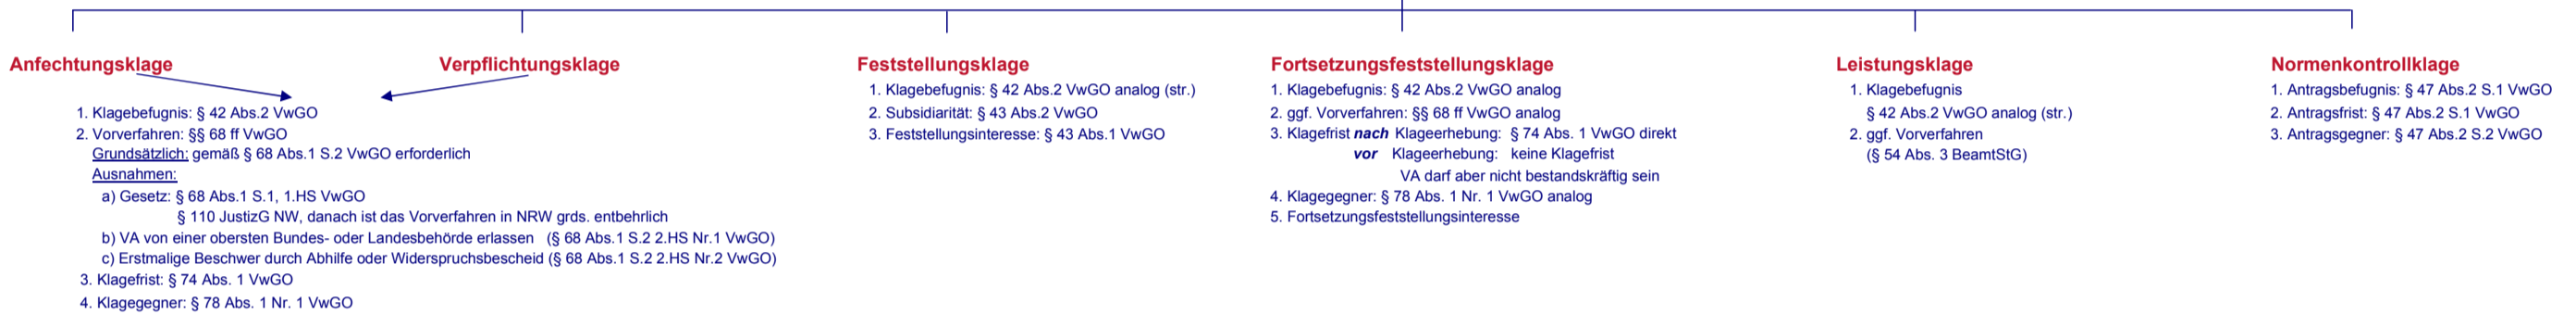 Anfechtungsklage
Verpflichtungsklage
1. Klagebefugnis: § 42 Abs.2 VwGO
2. Vorverfahren: §§ 68 ff VwGO
Grundsätzlich: gemäß § 68 Abs.1 S.2 VwGO erforderlich
Ausnahmen:
a) Gesetz: § 68 Abs.1 S.1, 1.HS VwGO
§ 110 JustizG NW, danach ist das Vorverfahren in NRW grds. entbehrlich
b) VA von einer obersten Bundes- oder Landesbehörde erlassen (§ 68 Abs.1 S.2 2.HS Nr.1 VwGO)
c) Erstmalige Beschwer durch Abhilfe oder Widerspruchsbescheid (§ 68 Abs.1 S.2 2.HS Nr.2 VwGO)
3. Klagefrist: § 74 Abs. 1 VwGO
4. Klagegegner: § 78 Abs. 1 Nr. 1 VwGO
Feststellungsklage
1. Klagebefugnis: § 42 Abs.2 VwGO analog (str.)
2. Subsidiarität: § 43 Abs.2 VwGO
3. Feststellungsinteresse: § 43 Abs.1 VwGO
Fortsetzungsfeststellungsklage
1. Klagebefugnis: § 42 Abs.2 VwGO analog
2. ggf. Vorverfahren: §§ 68 ff VwGO analog
3. Klagefrist nach Klageerhebung: § 74 Abs. 1 VwGO direkt
vor Klageerhebung: keine Klagefrist
VA darf aber nicht bestandskräftig sein
4. Klagegegner: § 78 Abs. 1 Nr. 1 VwGO analog
5. Fortsetzungsfeststellungsinteresse
Leistungsklage
1. Klagebefugnis
§ 42 Abs.2 VwGO analog (str.)
2. ggf. Vorverfahren
(§ 54 Abs. 3 BeamtStG)
Normenkontrollklage
1. Antragsbefugnis: § 47 Abs.2 S.1 VwGO
2. Antragsfrist: § 47 Abs.2 S.1 VwGO
3. Antragsgegner: § 47 Abs.2 S.2 VwGO